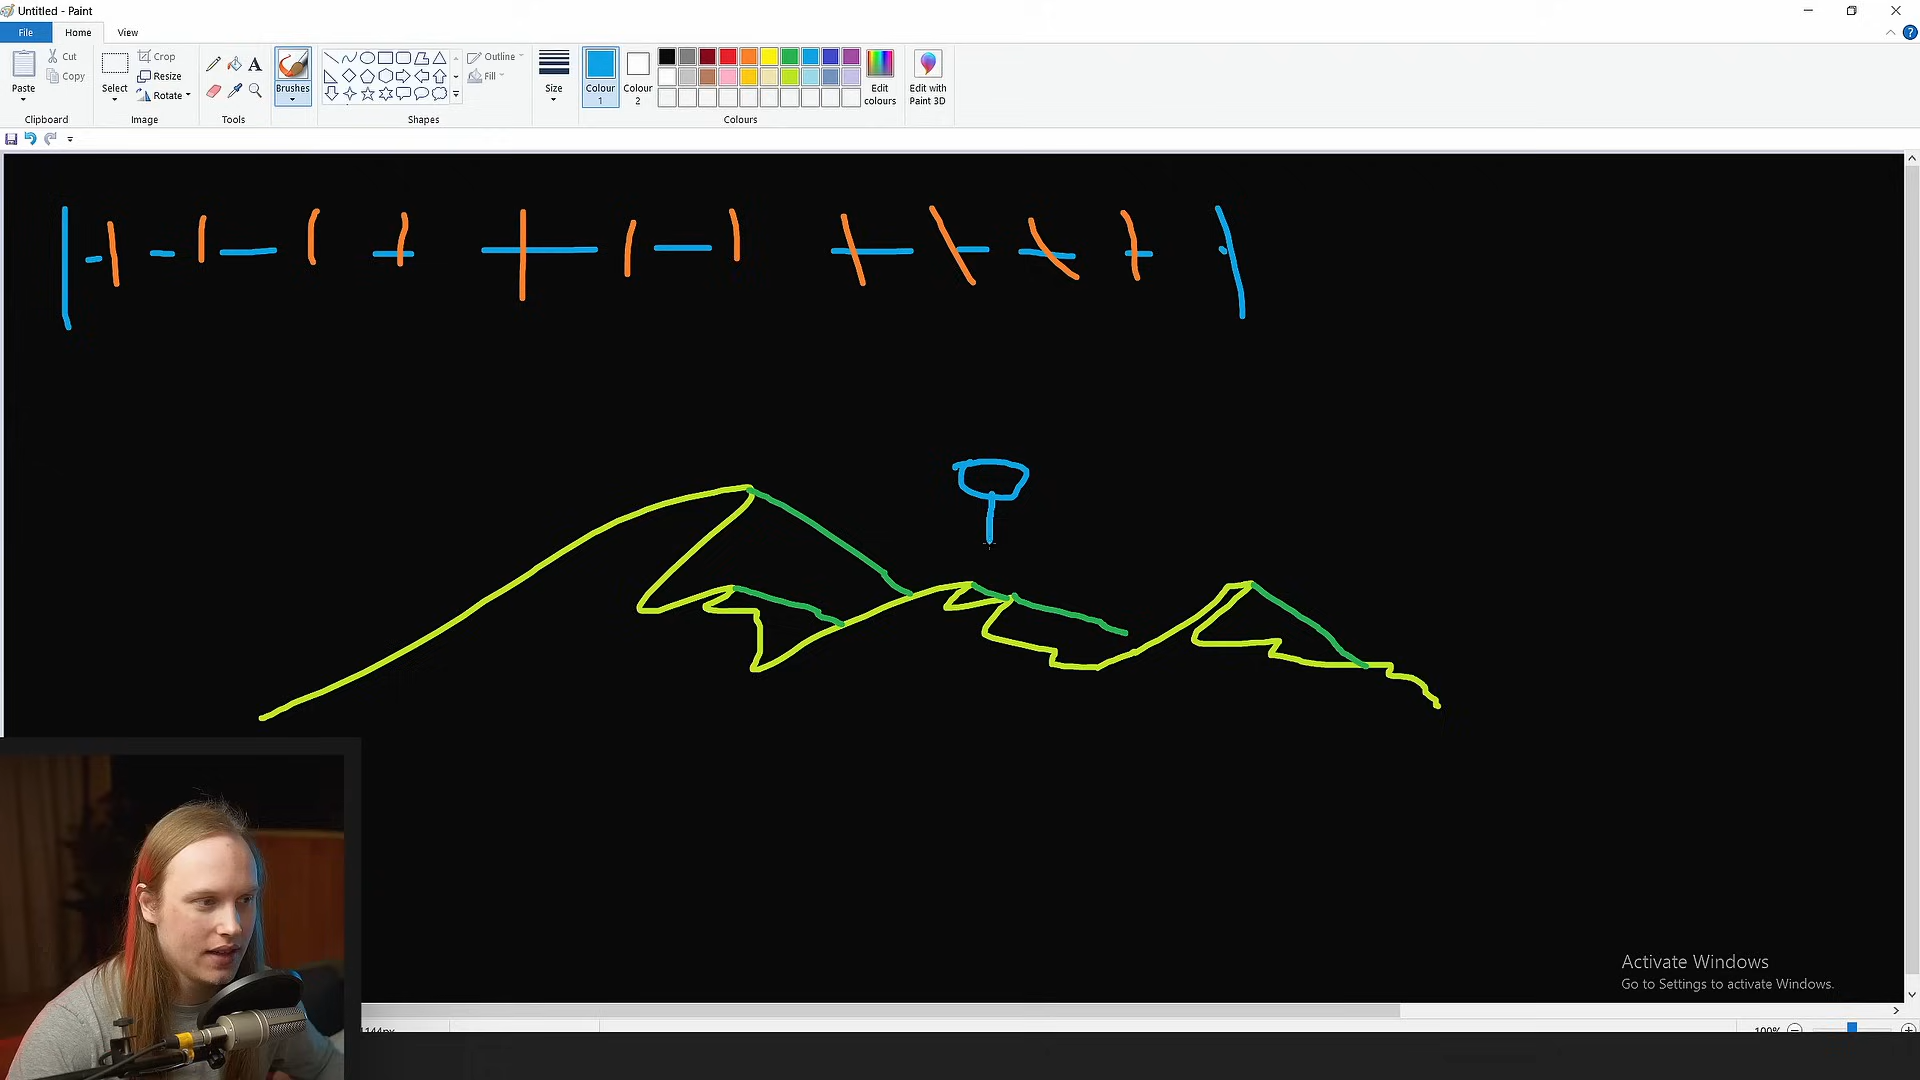 Untitled - Paint
File Home View
Paste
Cut
Copy
Clipboard
Select
Crop
Resize
Rotate
Image
Tools
Brushes
Shapes
Outline
Fill
Size
Colour 1
Colour 2
Colours
Edit colours
Edit with Paint 3D
Activate Windows
Go to Settings to activate Windows.
100%